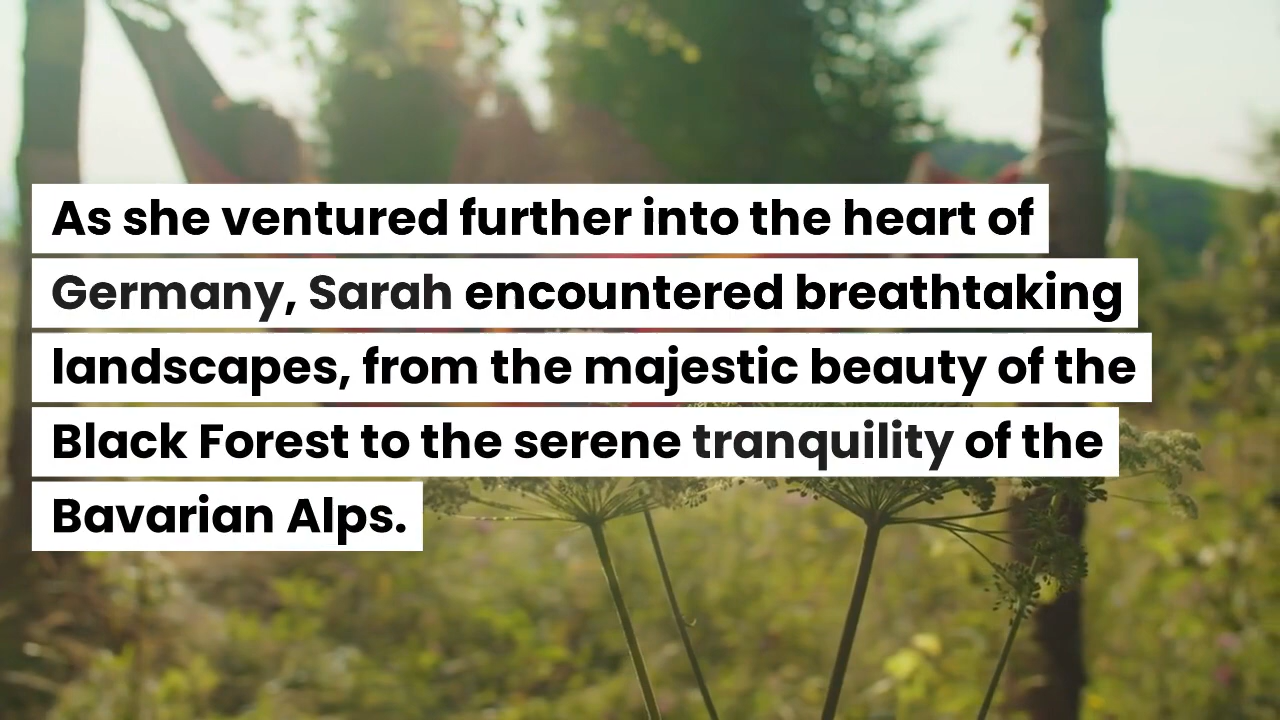 As she ventured further into the heart of
Germany, Sarah encountered breathtaking
landscapes, from the majestic beauty of the
Black Forest to the serene tranquility of the
Bavarian Alps.